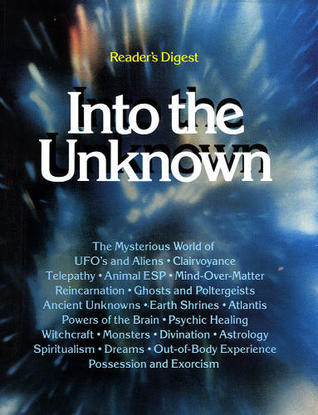 Reader's Digest
Into the
Unknown
The Mysterious World of
UFO's and Aliens • Clairvoyance
Telepathy • Animal ESP • Mind-Over-Matter
Reincarnation • Ghosts and Poltergeists
Ancient Unknowns • Earth Shrines • Atlantis
Powers of the Brain • Psychic Healing
Witchcraft • Monsters • Divination • Astrology
Spiritualism • Dreams • Out-of-Body Experience
Possession and Exorcism